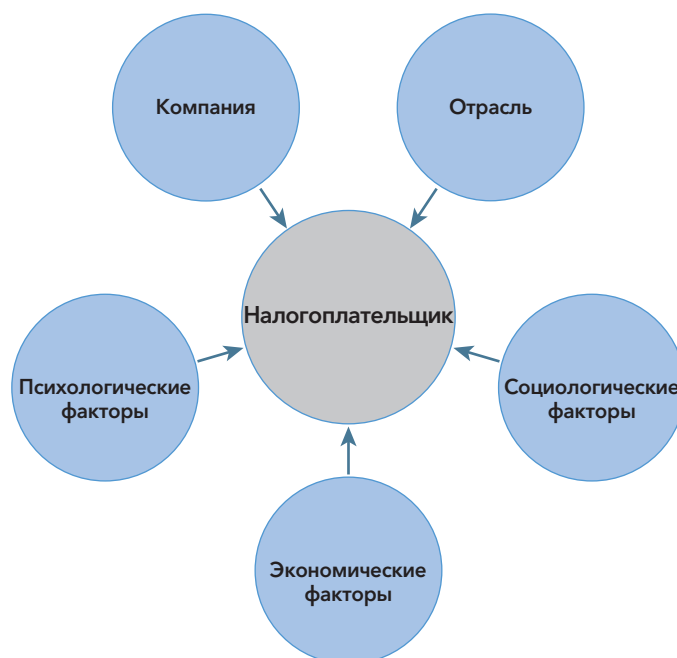 Компания
Отрасль
Налогоплательщик
Психологические
факторы
Социологические
факторы
Экономические
факторы